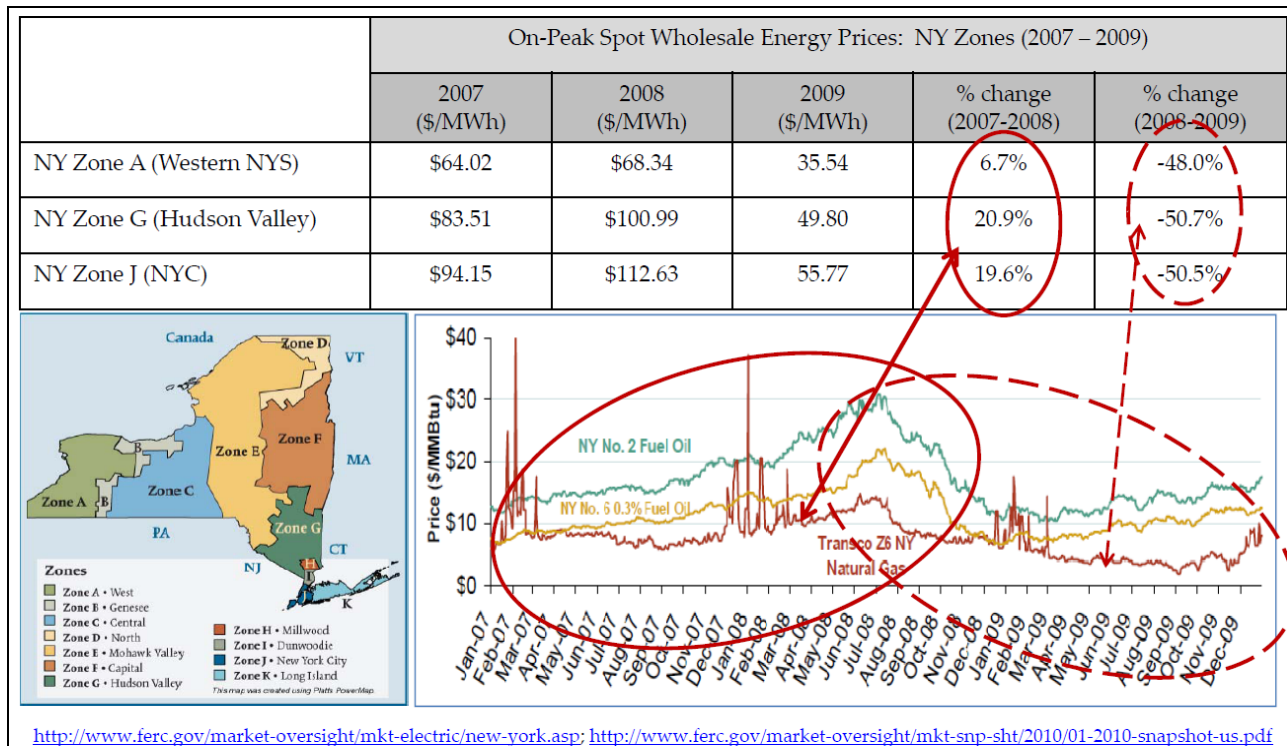 On-Peak Spot Wholesale Energy Prices: NY Zones (2007 – 2009)
2007 ($/MWh) 2008 ($/MWh) 2009 ($/MWh) % change (2007-2008) % change (2008-2009)
NY Zone A (Western NYS) $64.02 $68.34 35.54 6.7% -48.0%
NY Zone G (Hudson Valley) $83.51 $100.99 49.80 20.9% -50.7%
NY Zone J (NYC) $94.15 $112.63 55.77 19.6% -50.5%
Canada
Zone D
VT
B
Zone F
Zone E
MA
Zone A
B
Zone C
Zone G
PA
CT
NJ
H
I
J
K
Zones
Zone A • West
Zone B • Genesee
Zone C • Central
Zone D • North
Zone E • Mohawk Valley
Zone F • Capital
Zone G • Hudson Valley
Zone H • Millwood
Zone I • Dunwoodie
Zone J • New York City
Zone K • Long Island
This map was created using Platts PowerMap.
Price ($/MMBtu)
$40
$30
$20
$10
$0
NY No. 2 Fuel Oil
NY No. 6 0.3% Fuel Oil
Transco Z6 NY
Natural Gas
Jan-07
Feb-07
Mar-07
Apr-07
May-07
Jun-07
Jul-07
Aug-07
Sep-07
Oct-07
Nov-07
Dec-07
Jan-08
Feb-08
Mar-08
Apr-08
May-08
Jun-08
Jul-08
Aug-08
Sep-08
Oct-08
Nov-08
Dec-08
Jan-09
Feb-09
Mar-09
Apr-09
May-09
Jun-09
Jul-09
Aug-09
Sep-09
Oct-09
Nov-09
Dec-09
http://www.ferc.gov/market-oversight/mkt-electric/new-york.asp; http://www.ferc.gov/market-oversight/mkt-snp-sht/2010/01-2010-snapshot-us.pdf